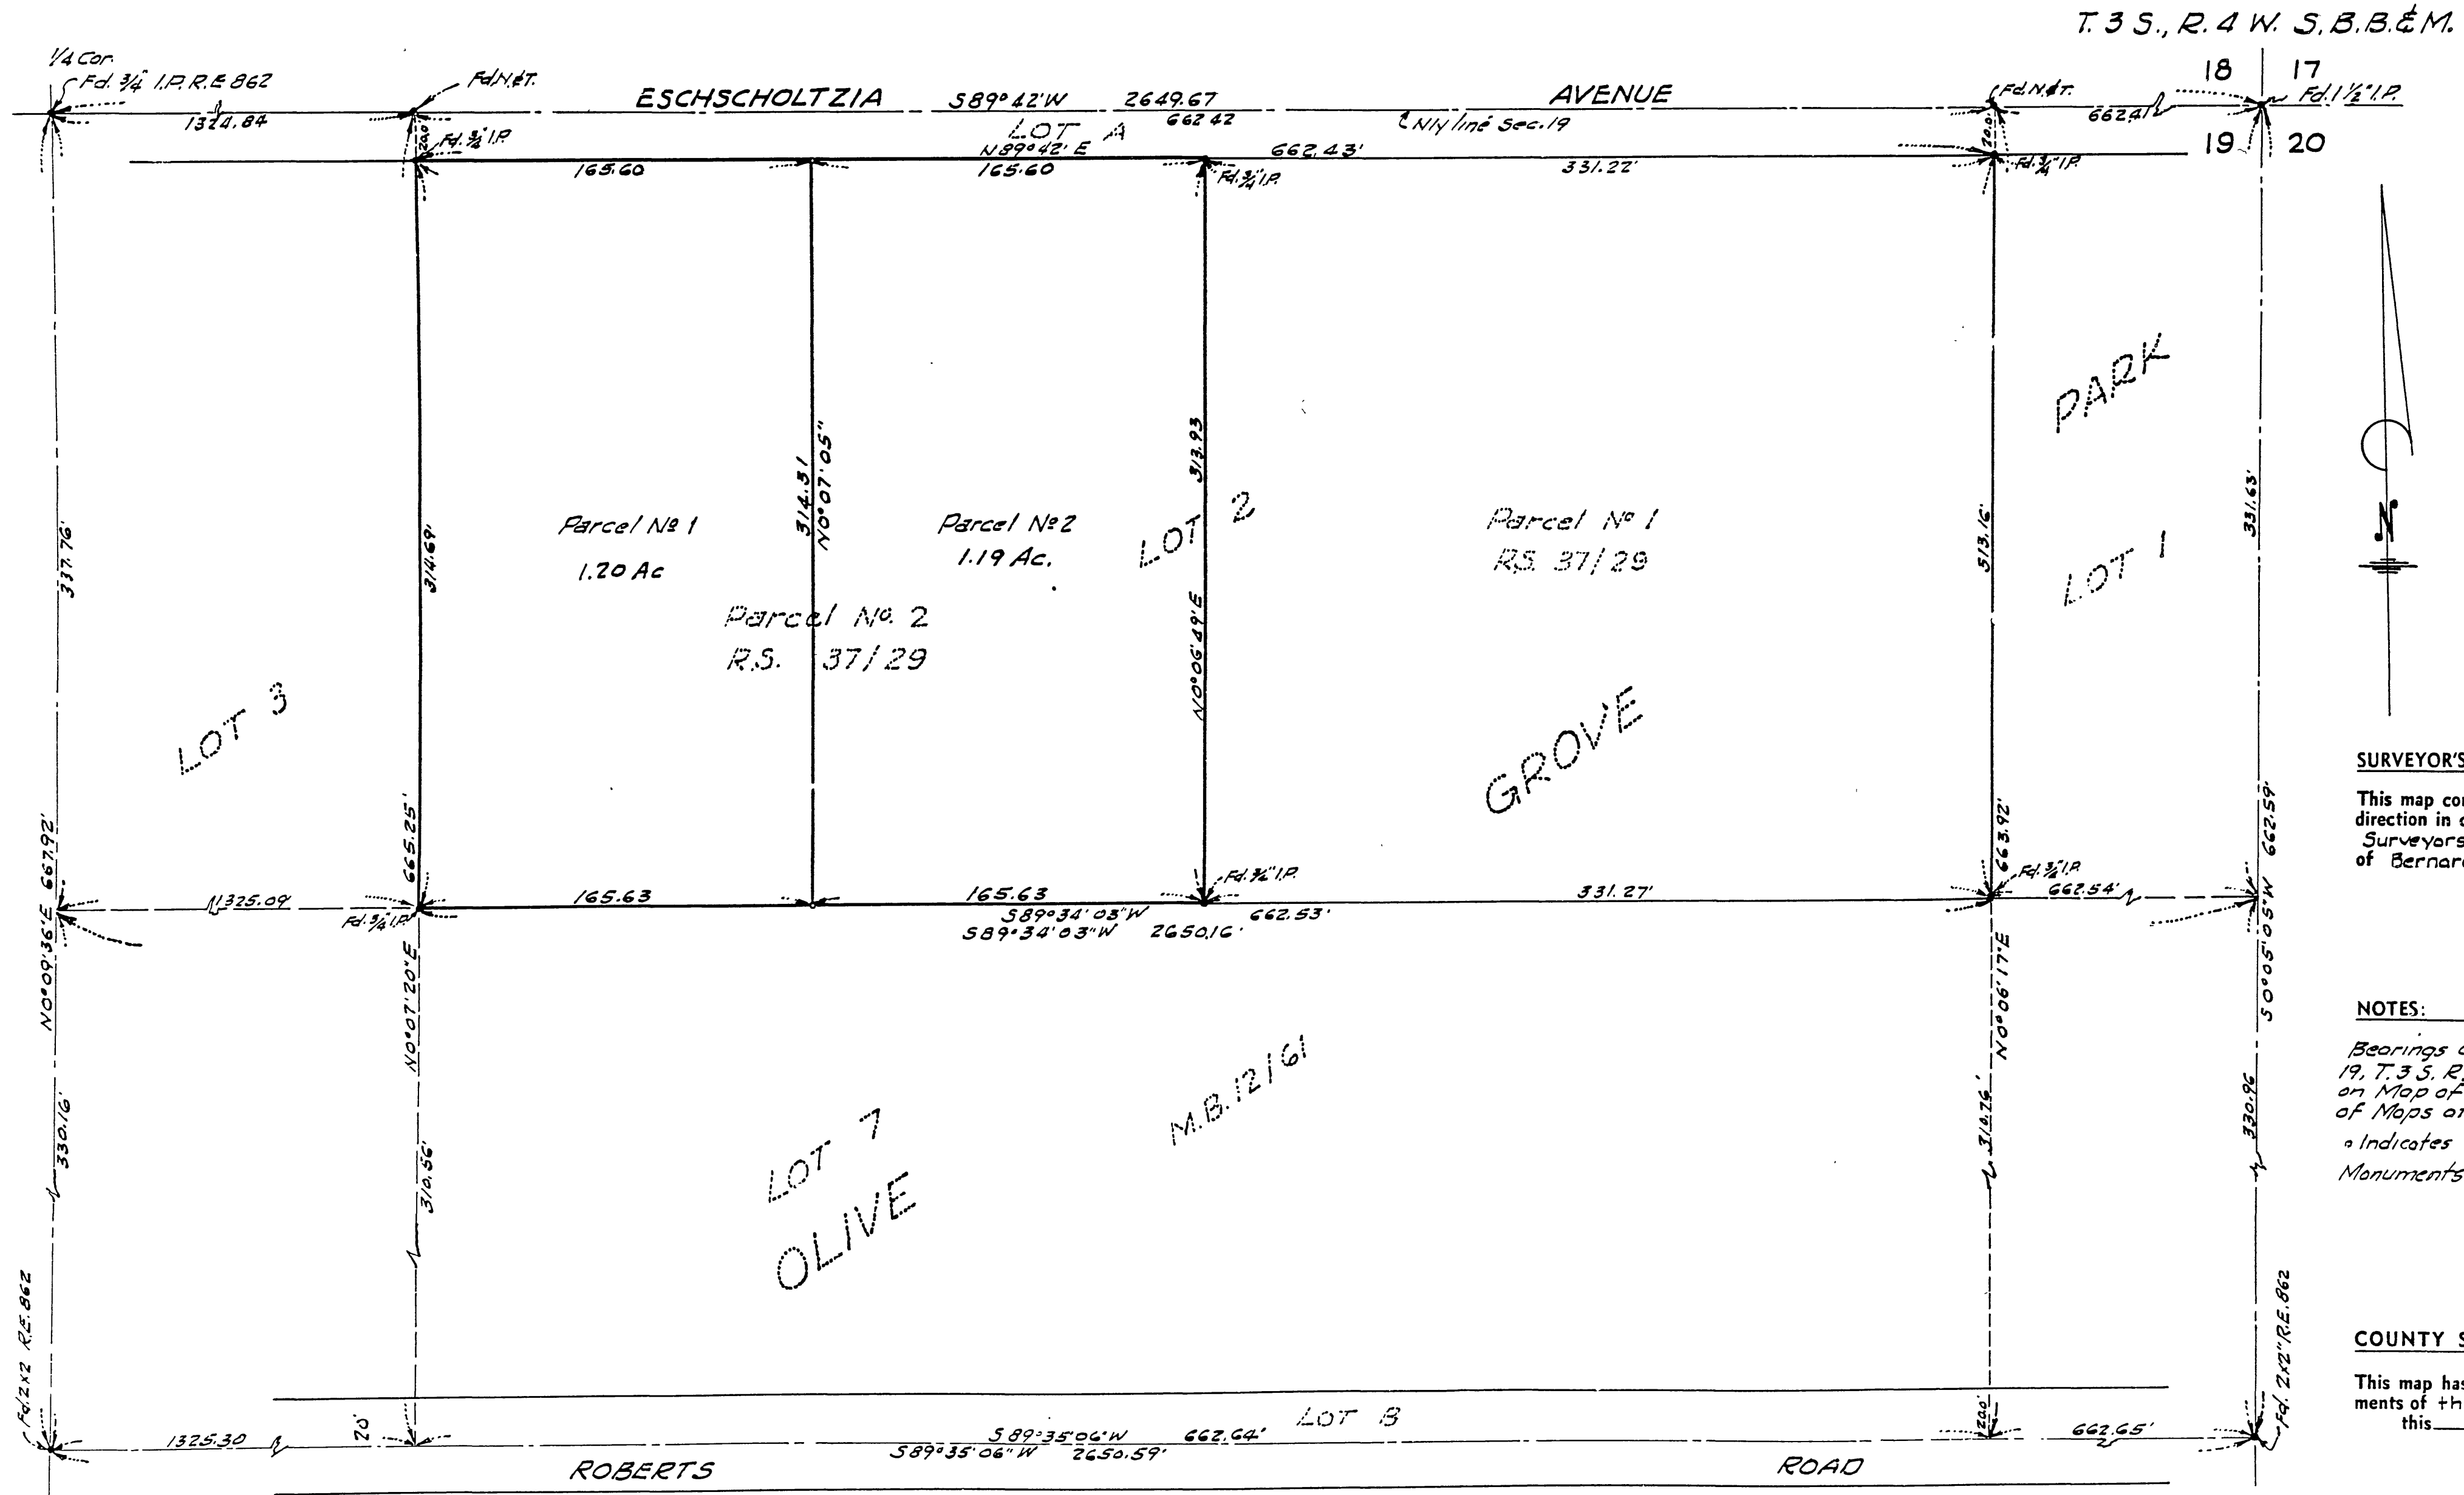 T. 3 S., R. 4 W. S.B.B.& M.
1/4 Cor.
Fd. 3/4" I.P. R.E 862
Fd. N. & T.
ESCHSCHOLTZIA
S89°42'W 2649.67
AVENUE
Fd. N. & T.
18
17
Fd. 1 1/2" I.P.
1324.84
LOT A
662.42
Nly line Sec. 19
662.41
19
20
20.0'
Fd. 3/4" I.P.
N89°42'E
662.43'
20.0'
165.60
165.60
Fd. 3/4" I.P.
331.22'
Fd. 3/4" I.P.
PARK
337.76'
314.69'
314.31
N0°07'05"
313.93
N0°06'49"E
513.16'
331.63'
Parcel No 1
1.20 Ac
Parcel No 2
1.19 Ac.
LOT 2
Parcel No 1
R.S. 37/29
LOT 1
N
Parcel No. 2
R.S. 37/29
LOT 3
GROVE
SURVEYOR'S
This map co
direction in
Surveyors
of Bernar
N0°09'36"E 667.92'
665.25'
663.92'
S0°05'05"W 662.59'
1325.09'
Fd. 3/4" I.P.
165.63
165.63
Fd. 3/4" I.P.
331.27'
Fd. 3/4" I.P.
662.54'
S89°34'03"W 662.53'
S89°34'03"W 2650.16'
N0°07'20"E
N0°06'17"E
NOTES:
Bearings
19, T. 3 S. R.
on Map of
of Maps
Indicates
Monuments
330.16'
310.56'
LOT 7
OLIVE
M.B. 12/61
310.76'
330.96
Fd. 2x2 R.E. 862
Fd. 2x2" R.E. 862
COUNTY S
This map has
ments of th
this
1325.30
20'
LOT B
20.0'
S89°35'06"W 662.64'
662.65'
S89°35'06"W 2650.59'
ROBERTS
ROAD